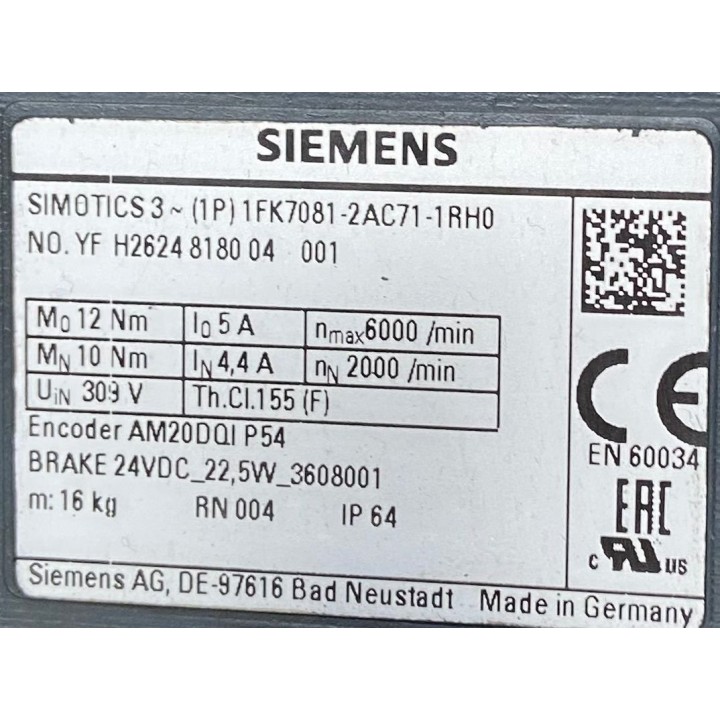 SIEMENS
SIMOTICS 3 ~ (1P) 1FK7081-2AC71-1RH0
NO. YF H2624 8180 04 001
M0 12 Nm I0 5 A nmax6000 /min
MN 10 Nm IN 4,4 A nN 2000 /min
UiN 309 V Th.Cl.155 (F)
Encoder AM20DQI P54
BRAKE 24VDC_22,5W_3608001
m: 16 kg RN 004 IP 64
CE
EN 60034
EAC
c RU US
Siemens AG, DE-97616 Bad Neustadt Made in Germany